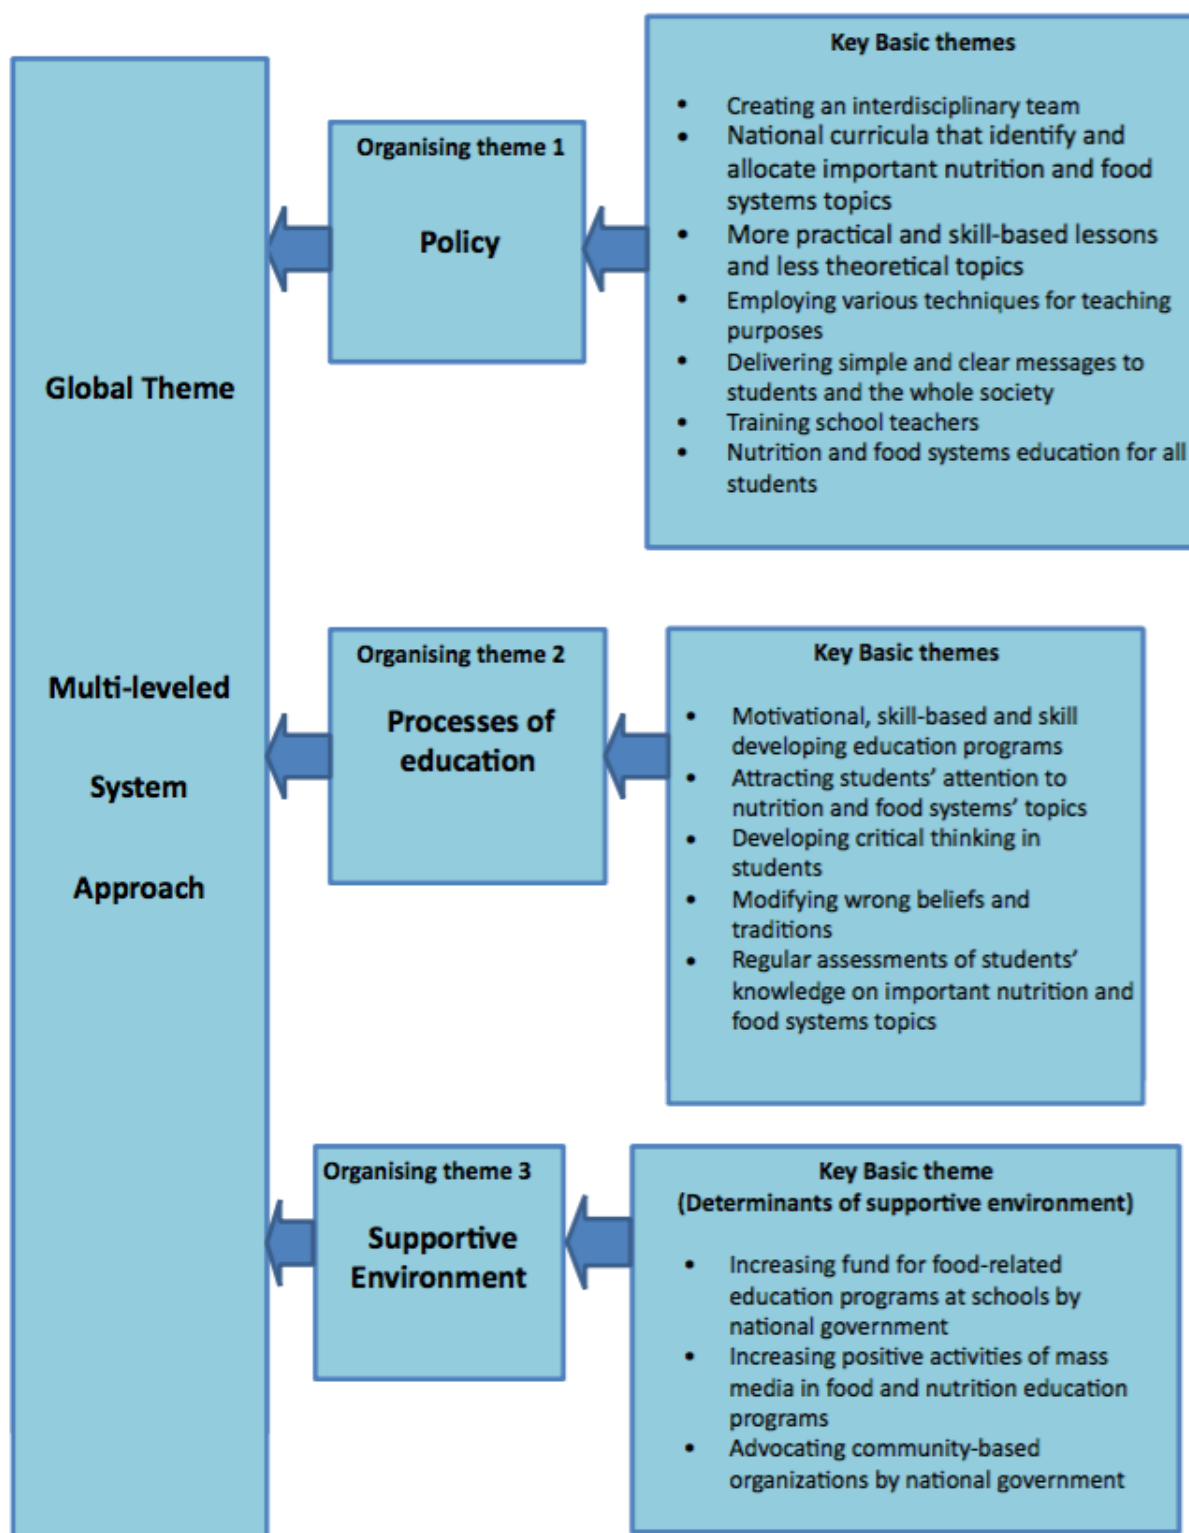 Global Theme
Multi-leveled
System
Approach
Organising theme 1
Policy
Key Basic themes
• Creating an interdisciplinary team
• National curricula that identify and
allocate important nutrition and food
systems topics
• More practical and skill-based lessons
and less theoretical topics
• Employing various techniques for teaching
purposes
• Delivering simple and clear messages to
students and the whole society
• Training school teachers
• Nutrition and food systems education for all
students
Organising theme 2
Processes of
education
Key Basic themes
• Motivational, skill-based and skill
developing education programs
• Attracting students’ attention to
nutrition and food systems’ topics
• Developing critical thinking in
students
• Modifying wrong beliefs and
traditions
• Regular assessments of students’
knowledge on important nutrition and
food systems topics
Organising theme 3
Supportive
Environment
Key Basic theme
(Determinants of supportive environment)
• Increasing fund for food-related
education programs at schools by
national government
• Increasing positive activities of mass
media in food and nutrition education
programs
• Advocating community-based
organizations by national government